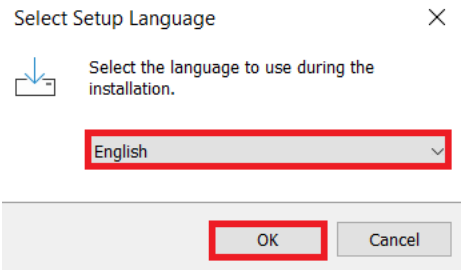 Select Setup Language
Select the language to use during the
installation.
English
OK
Cancel